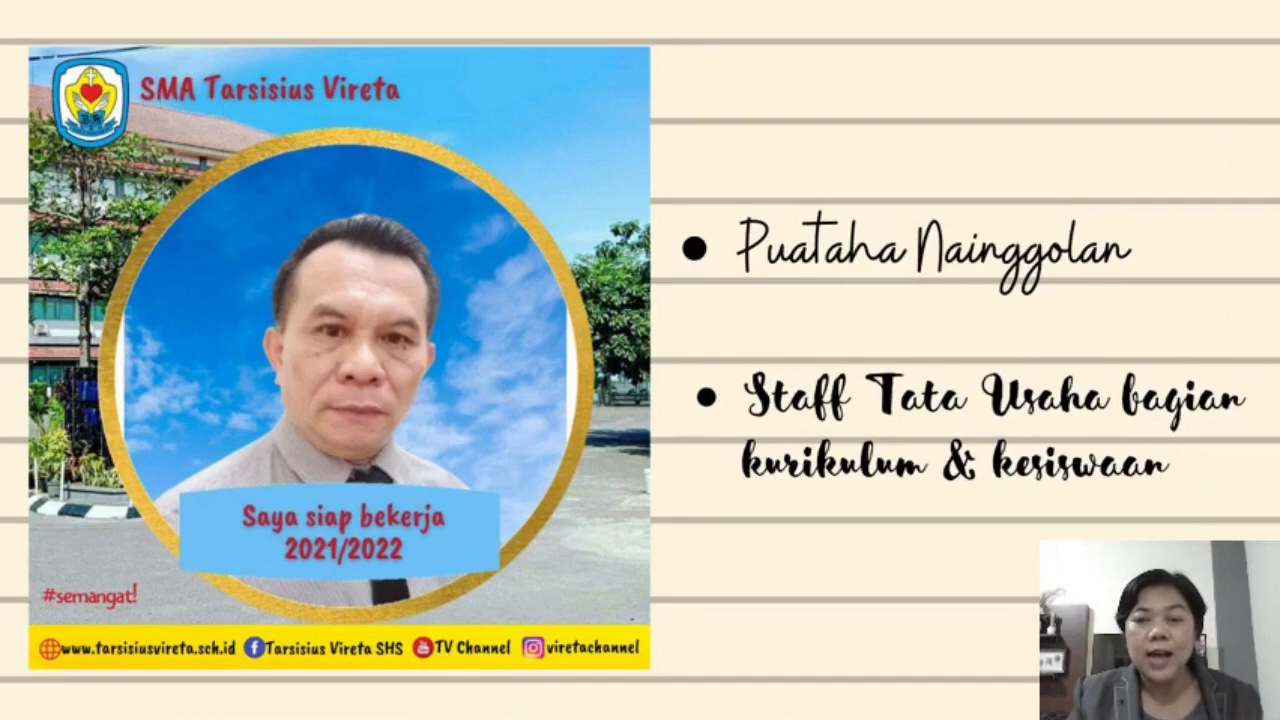 SMA Tarsisius Vireta
Saya siap bekerja
2021/2022
#semangat!
www.tarsisiusvireta.sch.id Tarsisius Vireta SHS TV Channel viretachannel
Puataha Nainggolan
Staff Tata Usaha bagian
kurikulum & kesiswaan